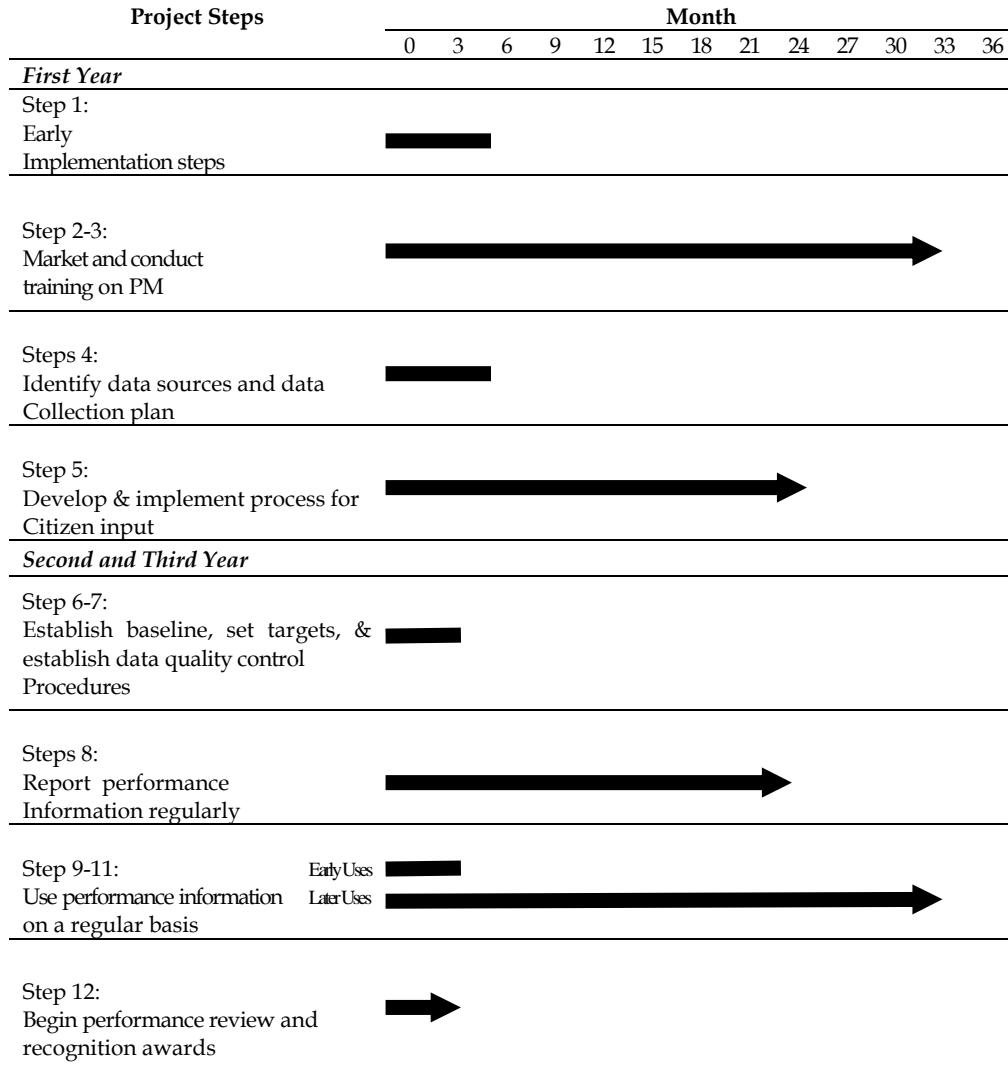 Project Steps Month
0 3 6 9 12 15 18 21 24 27 30 33 36
First Year
Step 1:
Early
Implementation steps
Step 2-3:
Market and conduct
training on PM
Steps 4:
Identify data sources and data
Collection plan
Step 5:
Develop & implement process for
Citizen input
Second and Third Year
Step 6-7:
Establish baseline, set targets, &
establish data quality control
Procedures
Steps 8:
Report performance
Information regularly
Step 9-11: Early Uses
Use performance information Later Uses
on a regular basis
Step 12:
Begin performance review and
recognition awards